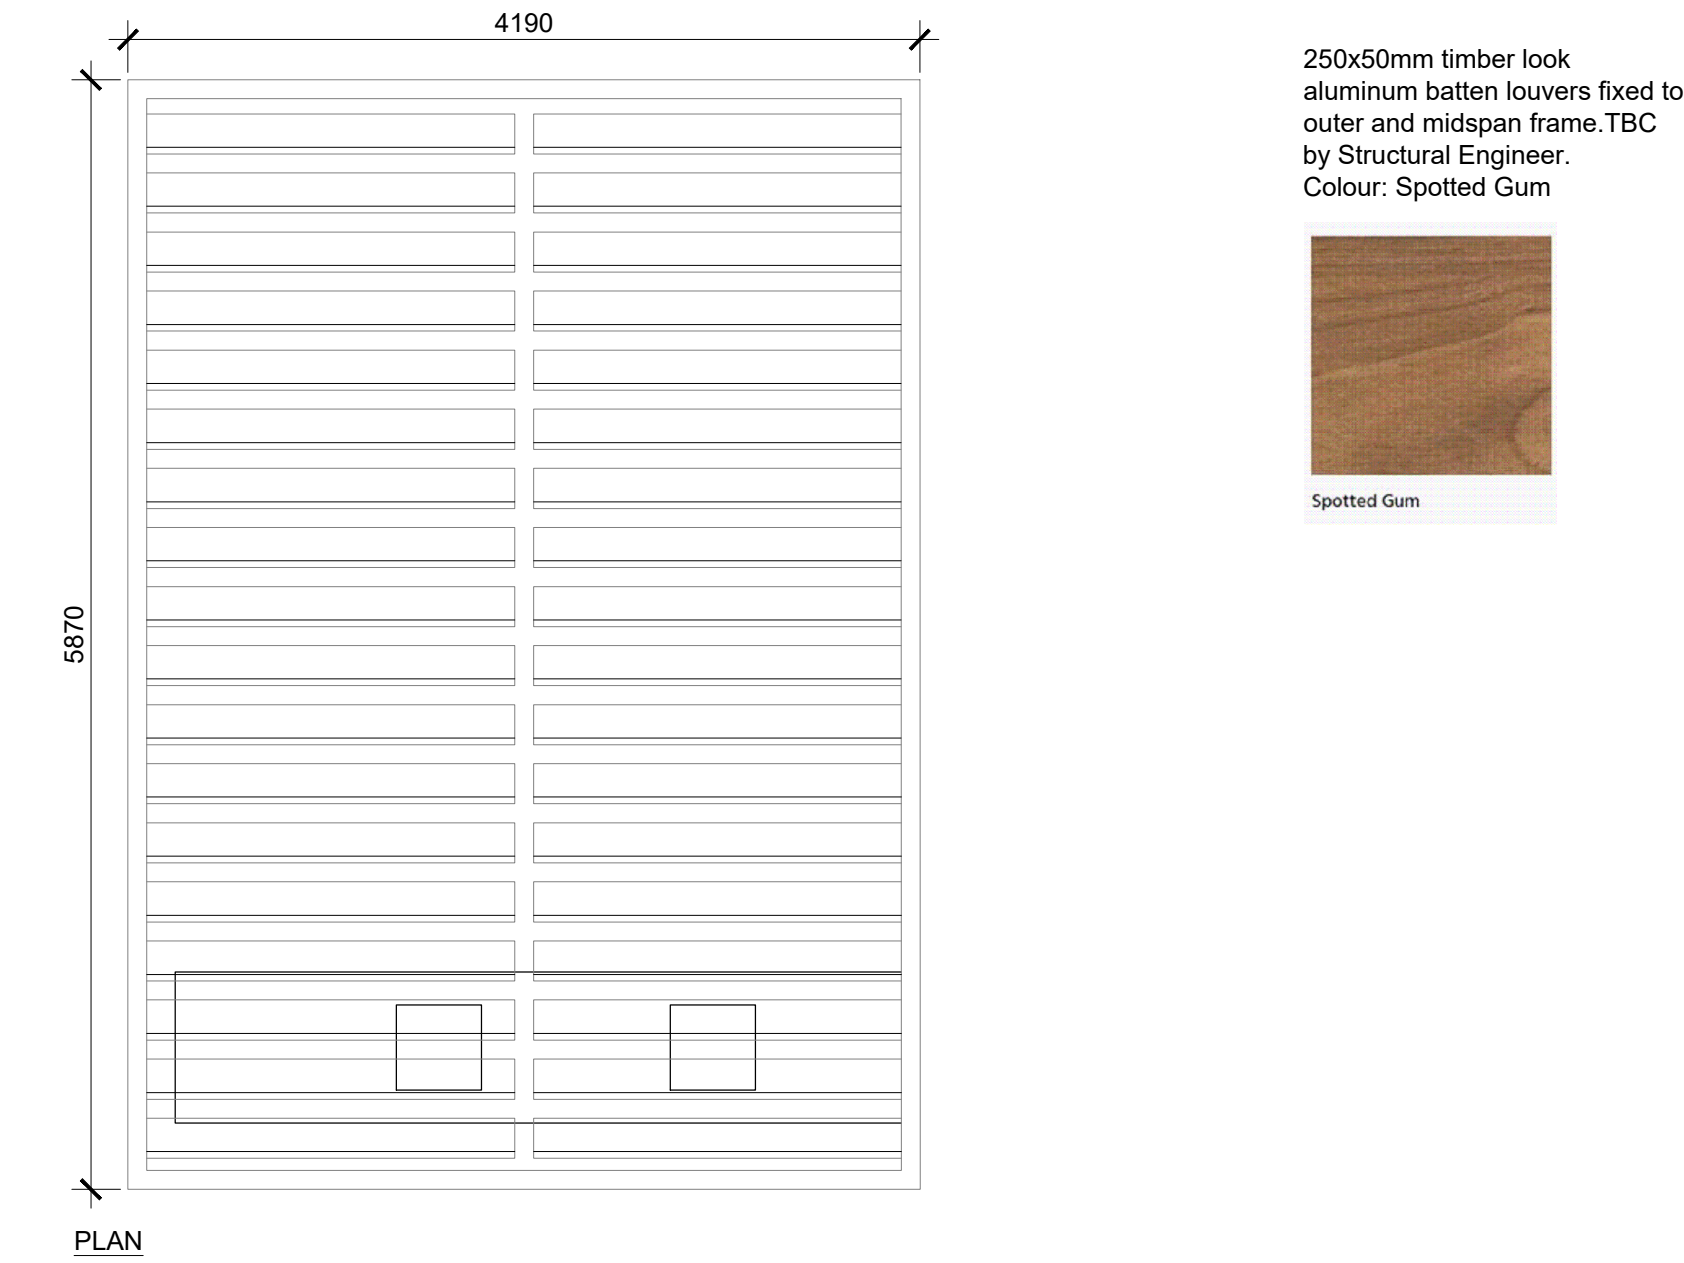 4190
250x50mm timber look
aluminum batten louvers fixed to
outer and midspan frame.TBC
by Structural Engineer.
Colour: Spotted Gum
Spotted Gum
5870
PLAN